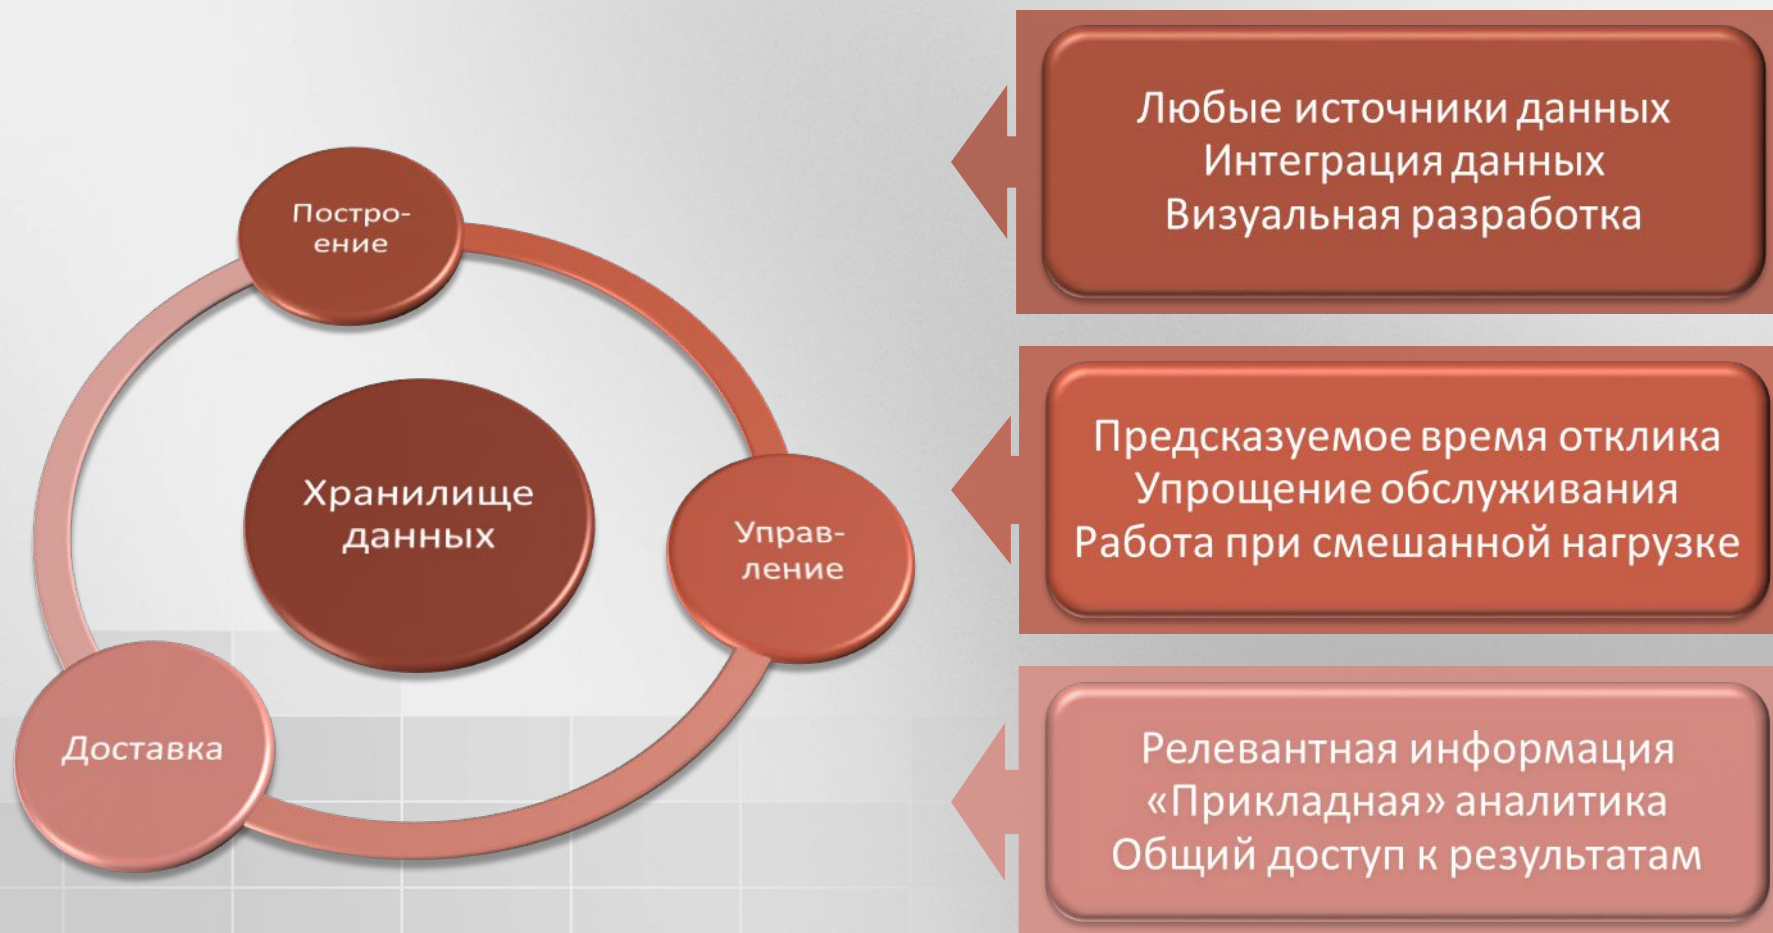 Постро-
ение
Хранилище
данных
Управ-
ление
Доставка
Любые источники данных
Интеграция данных
Визуальная разработка
Предсказуемое время отклика
Упрощение обслуживания
Работа при смешанной нагрузке
Релевантная информация
«Прикладная» аналитика
Общий доступ к результатам